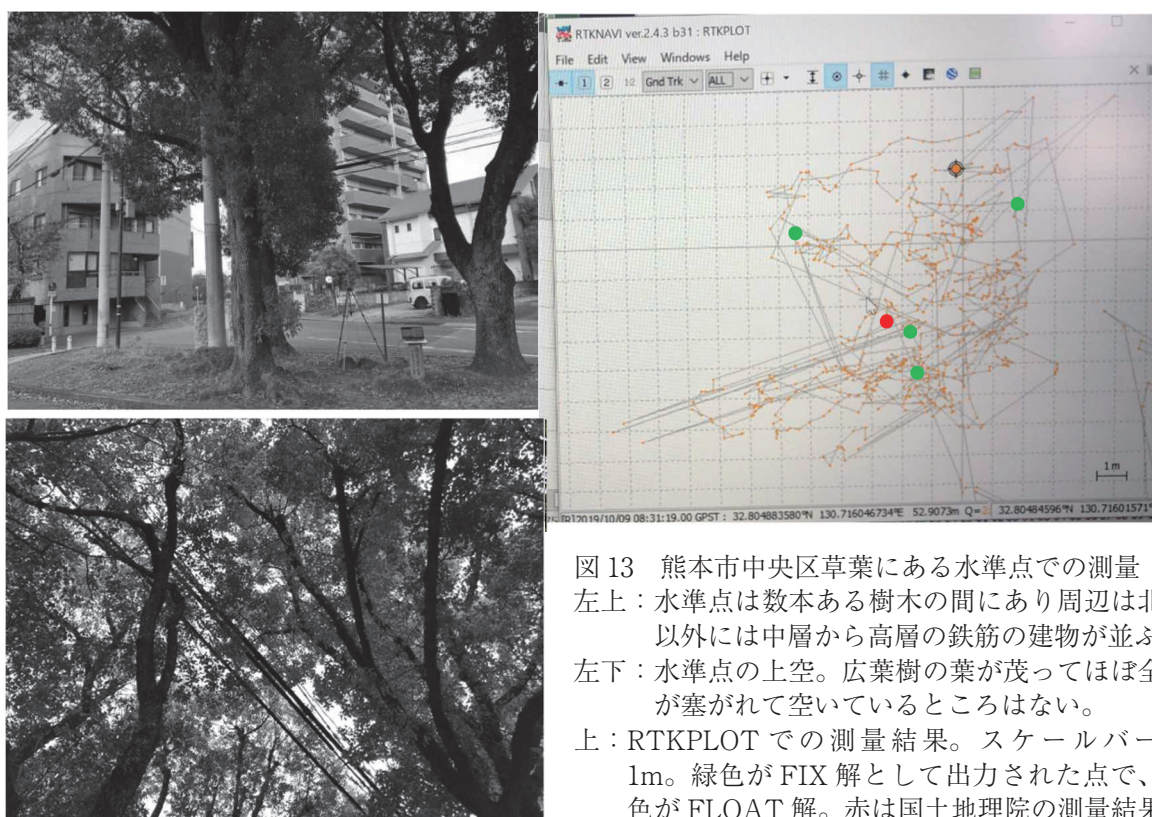 RTKNAVI ver.2.4.3 b31 : RTKPLOT
File Edit View Windows Help
1 2 1-2 Gnd Trk ALL
1m
[R]2019/10/09 08:31:19.00 GPST : 32.804883580°N 130.716046734°E 52.9073m Q=2: 32.80484596°N 130.71601571°
図 13 熊本市中央区草葉にある水準点での測量
左上：水準点は数本ある樹木の間にあり周辺は北
以外には中層から高層の鉄筋の建物が並ぶ
左下：水準点の上空。広葉樹の葉が茂ってほぼ全
が塞がれて空いているところはない。
上：RTKPLOT での測量結果。スケールバー
1m。緑色が FIX 解として出力された点で、
色が FLOAT 解。赤は国土地理院の測量結果